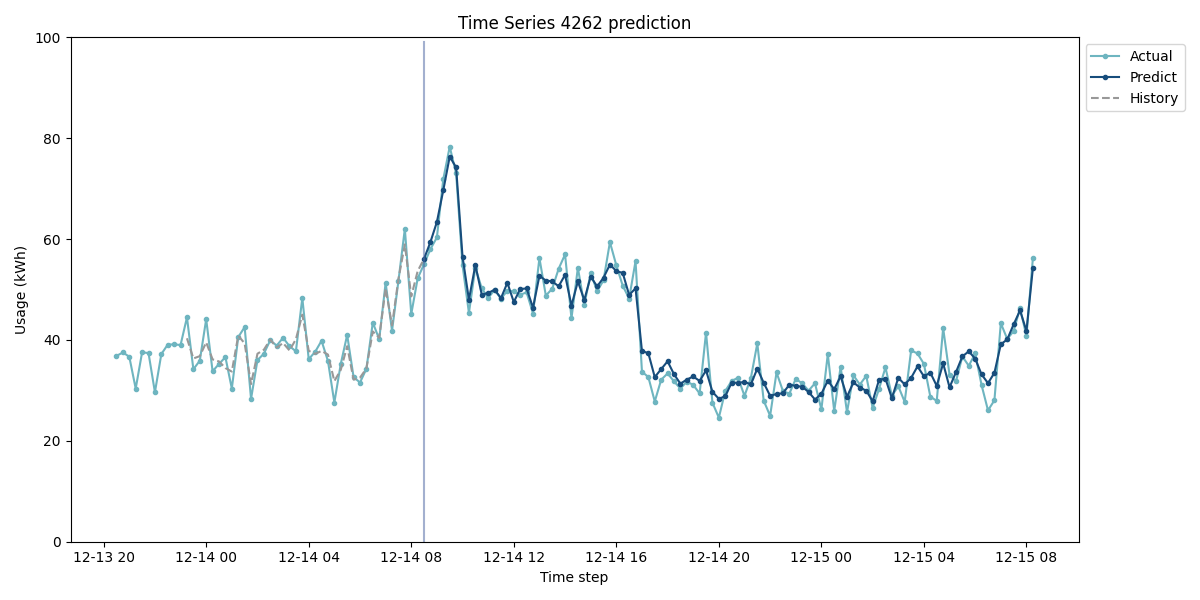 Time Series 4262 prediction
100
80
60
40
20
0
Usage (kWh)
12-13 20
12-14 00
12-14 04
12-14 08
12-14 12
12-14 16
12-14 20
12-15 00
12-15 04
12-15 08
Time step
Actual
Predict
History